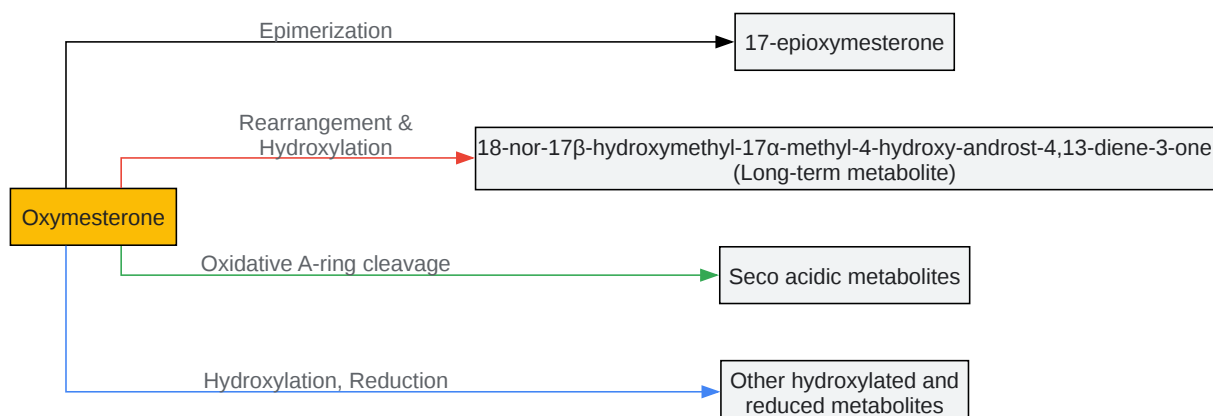 Epimerization
17-epioxymesterone
Rearrangement &
Hydroxylation
18-nor-17β-hydroxymethyl-17α-methyl-4-hydroxy-androst-4,13-diene-3-one
(Long-term metabolite)
Oxymesterone
Oxidative A-ring cleavage
Seco acidic metabolites
Hydroxylation, Reduction
Other hydroxylated and
reduced metabolites